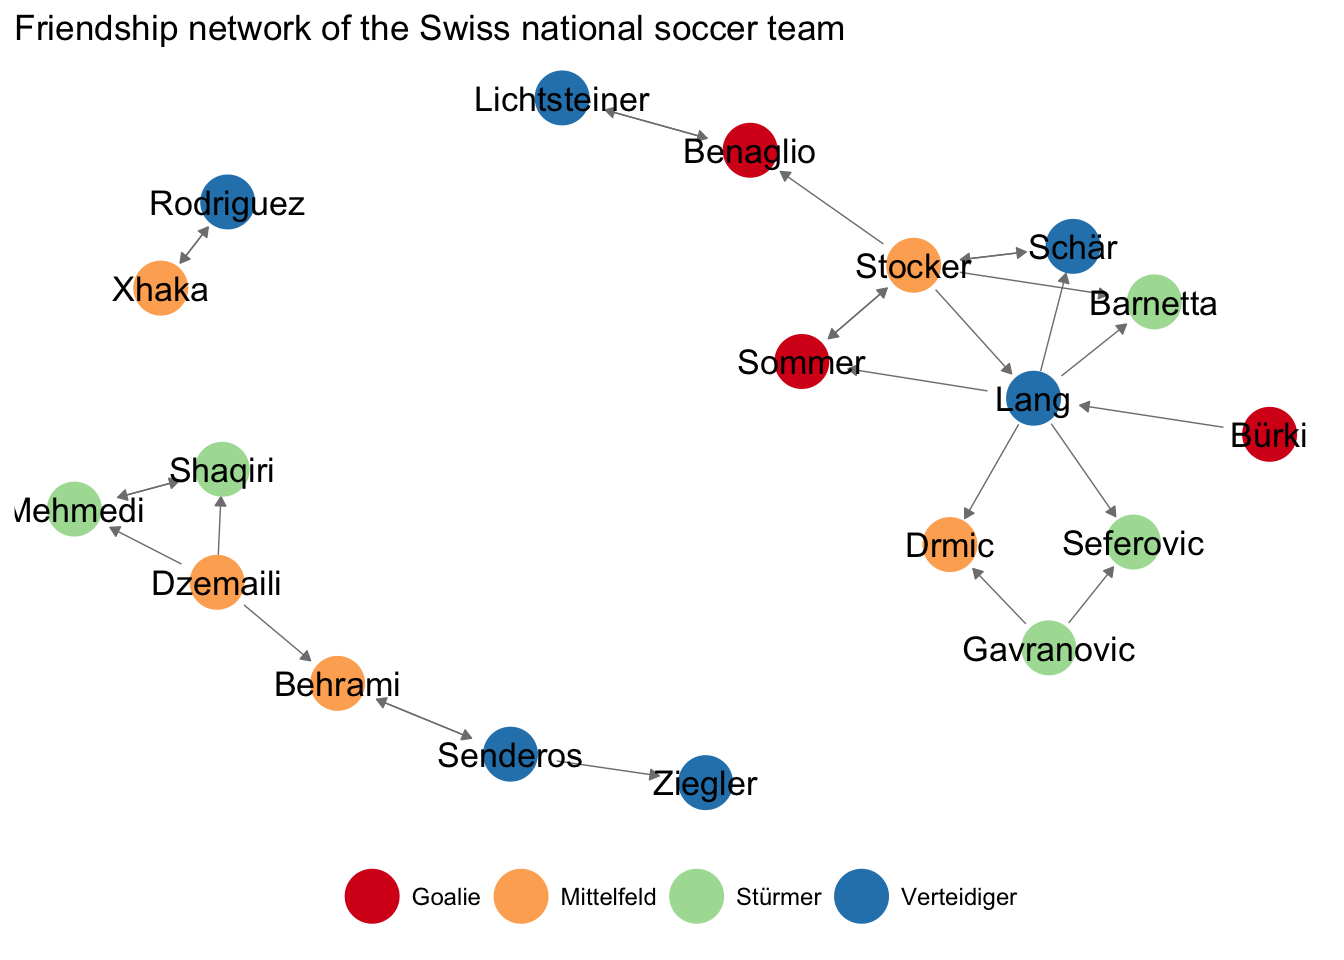 Friendship network of the Swiss national soccer team
Lichtsteiner
Benaglio
Rodriguez
Schär
Stocker
Xhaka
Barnetta
Sommer
Lang
Bürki
Shaqiri
Mehmedi
Drmic
Seferovic
Dzemaili
Gavranovic
Behrami
Senderos
Ziegler
Goalie
Mittelfeld
Stürmer
Verteidiger